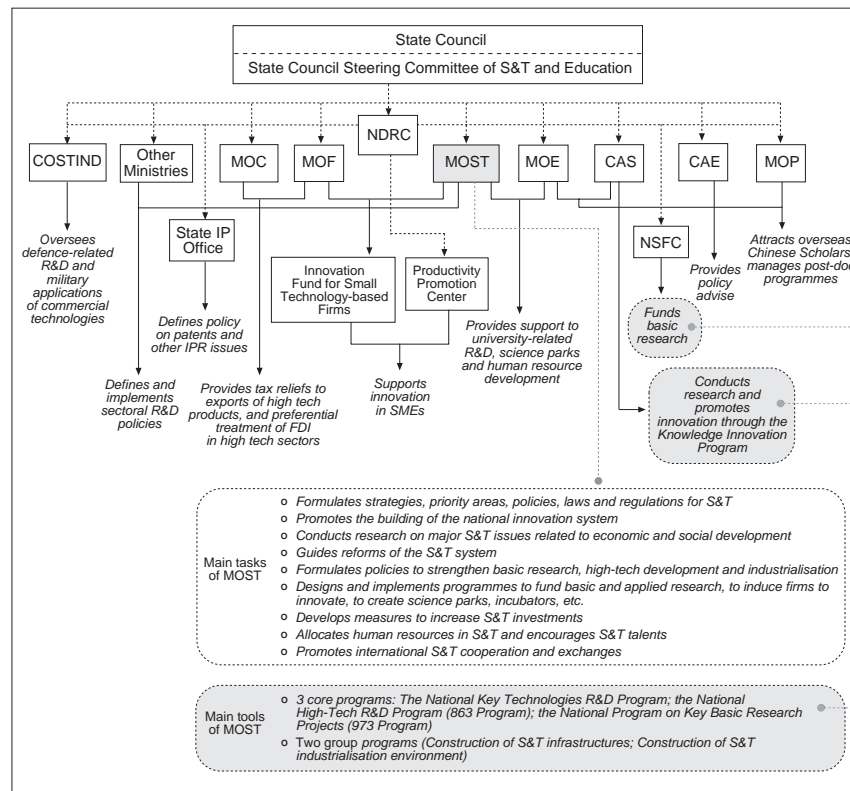 State Council
State Council Steering Committee of S&T and Education
NDRC
COSTIND
Other
Ministries
MOC
MOF
MOST
MOE
CAS
CAE
MOP
State IP
Office
NSFC
Innovation
Fund for Small
Technology-based
Firms
Productivity
Promotion
Center
Oversees
defence-related
R&D and
military
applications
of commercial
technologies
Defines policy
on patents and
other IPR issues
Defines and
implements
sectoral R&D
policies
Provides tax reliefs to
exports of high tech
products, and preferential
treatment of FDI
in high tech sectors
Supports
innovation
in SMEs
Provides support to
university-related
R&D, science parks
and human resource
development
Funds
basic
research
Provides
policy
advise
Attracts overseas
Chinese Scholars,
manages post-doc
programmes
Conducts
research and
promotes
innovation through the
Knowledge Innovation
Program
Main tasks
of MOST
o Formulates strategies, priority areas, policies, laws and regulations for S&T
o Promotes the building of the national innovation system
o Conducts research on major S&T issues related to economic and social development
o Guides reforms of the S&T system
o Formulates policies to strengthen basic research, high-tech development and industrialisation
o Designs and implements programmes to fund basic and applied research, to induce firms to
innovate, to create science parks, incubators, etc.
o Develops measures to increase S&T investments
o Allocates human resources in S&T and encourages S&T talents
o Promotes international S&T cooperation and exchanges
Main tools
of MOST
o 3 core programs: The National Key Technologies R&D Program; the National
High-Tech R&D Program (863 Program); the National Program on Key Basic Research
Projects (973 Program)
o Two group programs (Construction of S&T infrastructures; Construction of S&T
industrialisation environment)